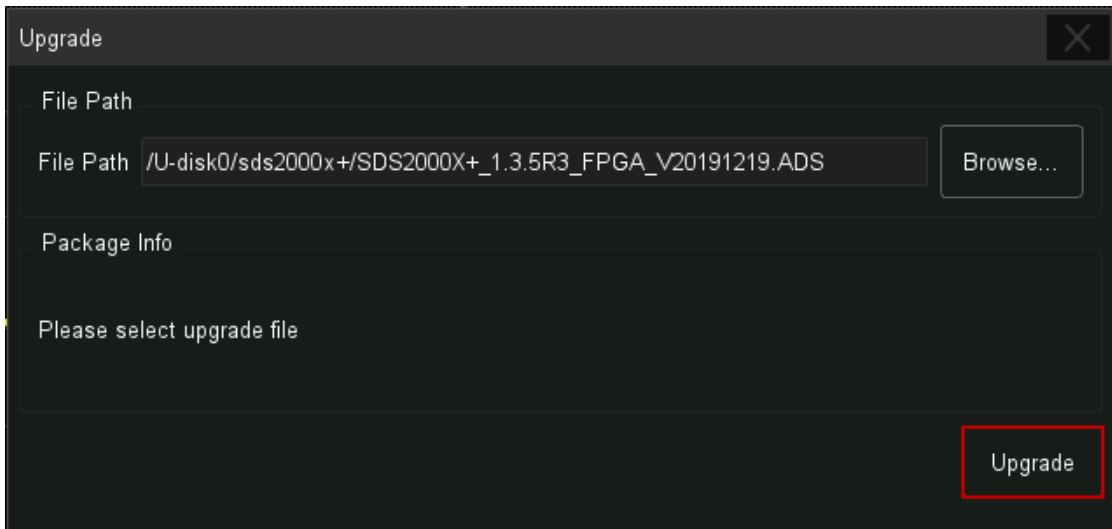 Upgrade
File Path
File Path /U-disk0/sds2000x+/SDS2000X+_1.3.5R3_FPGA_V20191219.ADS Browse...
Package Info
Please select upgrade file
Upgrade